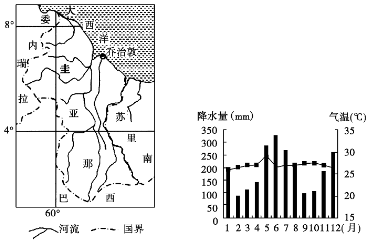 8°
委 大
西
内 洋
乔治敦
瑞 圭
拉 亚 苏
4° 里
那 南
巴 西
60°
河流 国界
降水量(mm) 气温(℃)
350 35
300
250 30
200
150 25
100 20
50
0 15
1 2 3 4 5 6 7 8 9 10 11 12(月)